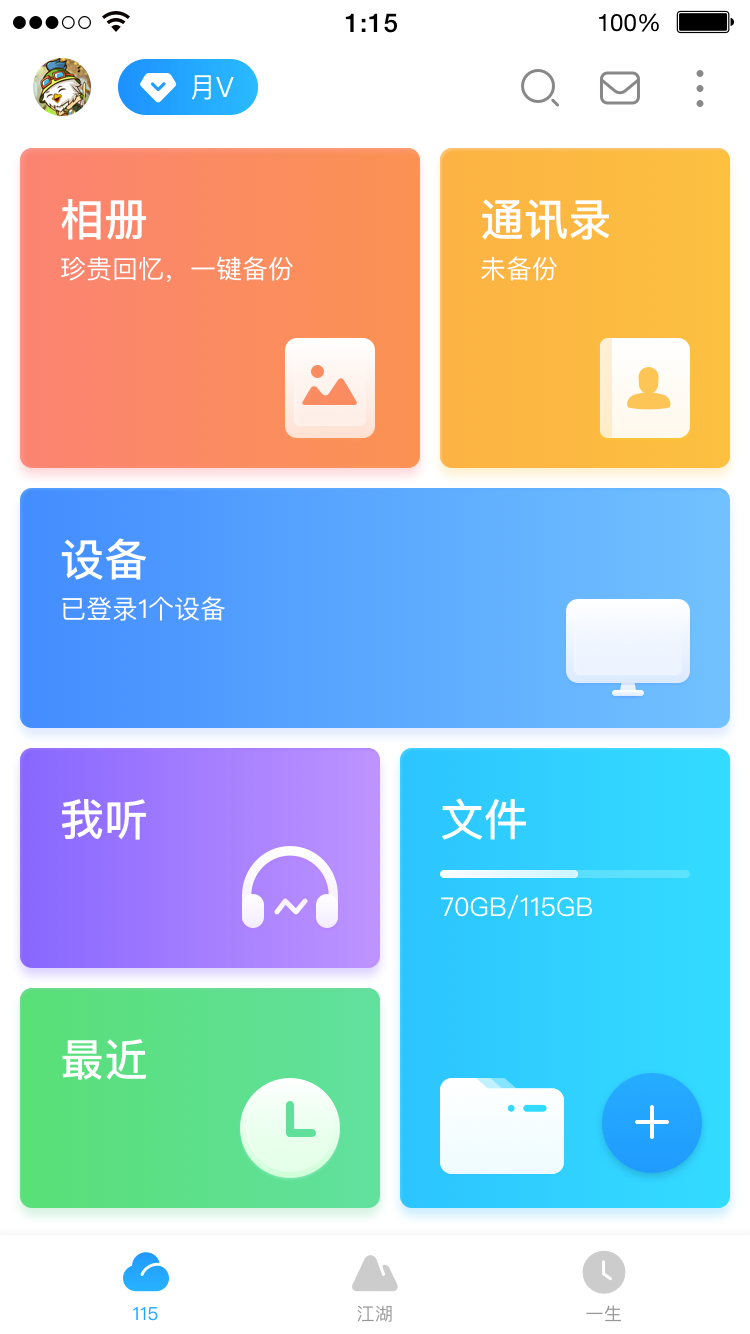 1:15
100%
月V
相册
珍贵回忆，一键备份
通讯录
未备份
设备
已登录1个设备
我听
文件
70GB/115GB
最近
115
江湖
一生